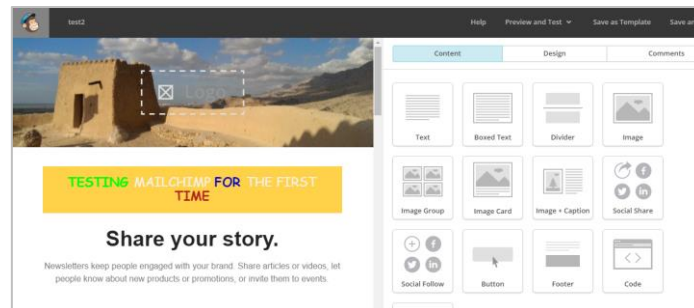 test2
Help
Preview and Test
Save as Template
Content
Design
Comments
Logo
TESTING MAILCHIMP FOR THE FIRST
TIME
Share your story.
Newsletters keep people engaged with your brand. Share articles or videos, let
people know about new products or promotions, or invite them to events.
Text
Boxed Text
Divider
Image
Image Group
Image Card
Image + Caption
Social Share
Social Follow
Button
Footer
Code